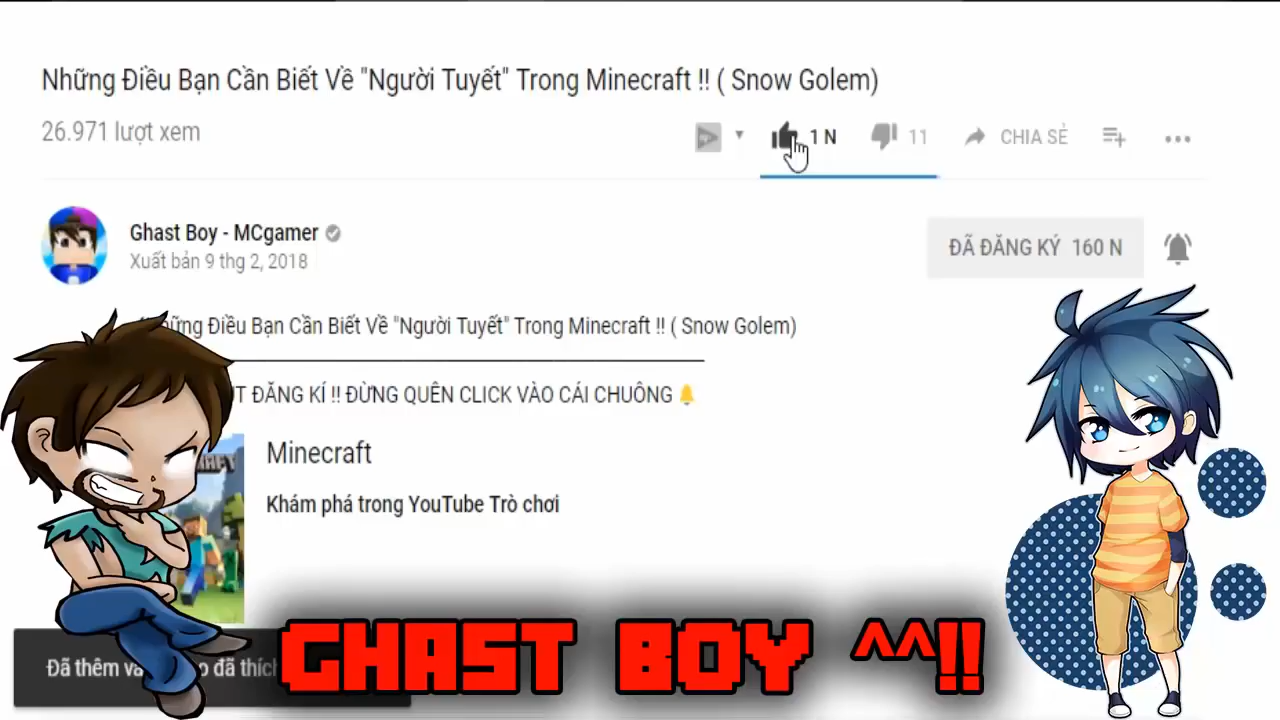 Những Điều Bạn Cần Biết Về "Người Tuyết" Trong Minecraft !! ( Snow Golem)
26.971 lượt xem
1 N 11 CHIA SẺ
Ghast Boy - MCgamer
Xuất bản 9 thg 2, 2018
ĐÃ ĐĂNG KÝ 160 N
Điều Bạn Cần Biết Về "Người Tuyết" Trong Minecraft !! ( Snow Golem)
ĐĂNG KÍ !! ĐỪNG QUÊN CLICK VÀO CÁI CHUÔNG 🔔
Minecraft
Khám phá trong YouTube Trò chơi
Đã thêm đã
GHAST BOY ^^!!